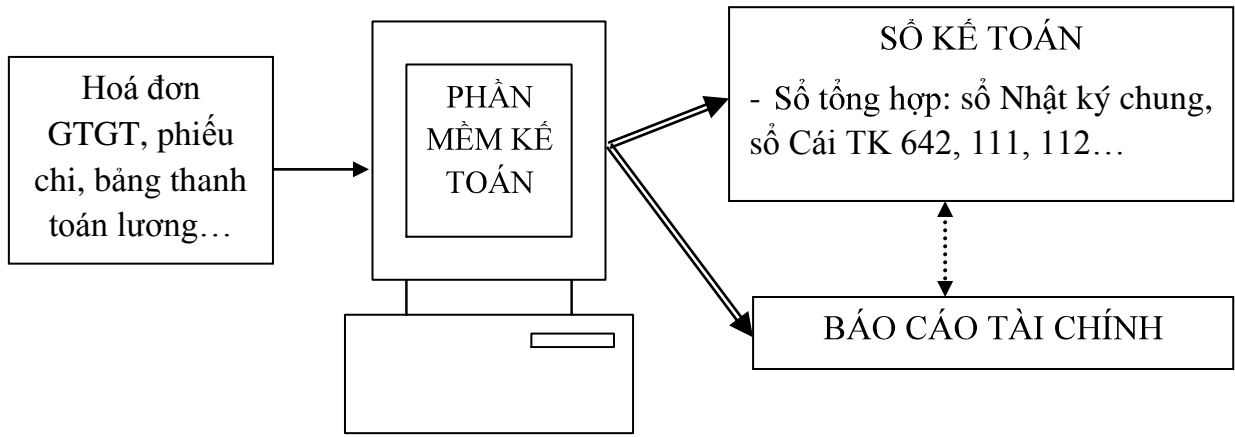 Hoá đơn
GTGT, phiếu
chi, bảng thanh
toán lương…
PHẦN
MỀM KẾ
TOÁN
SỔ KẾ TOÁN
- Sổ tổng hợp: sổ Nhật ký chung,
sổ Cái TK 642, 111, 112…
BÁO CÁO TÀI CHÍNH